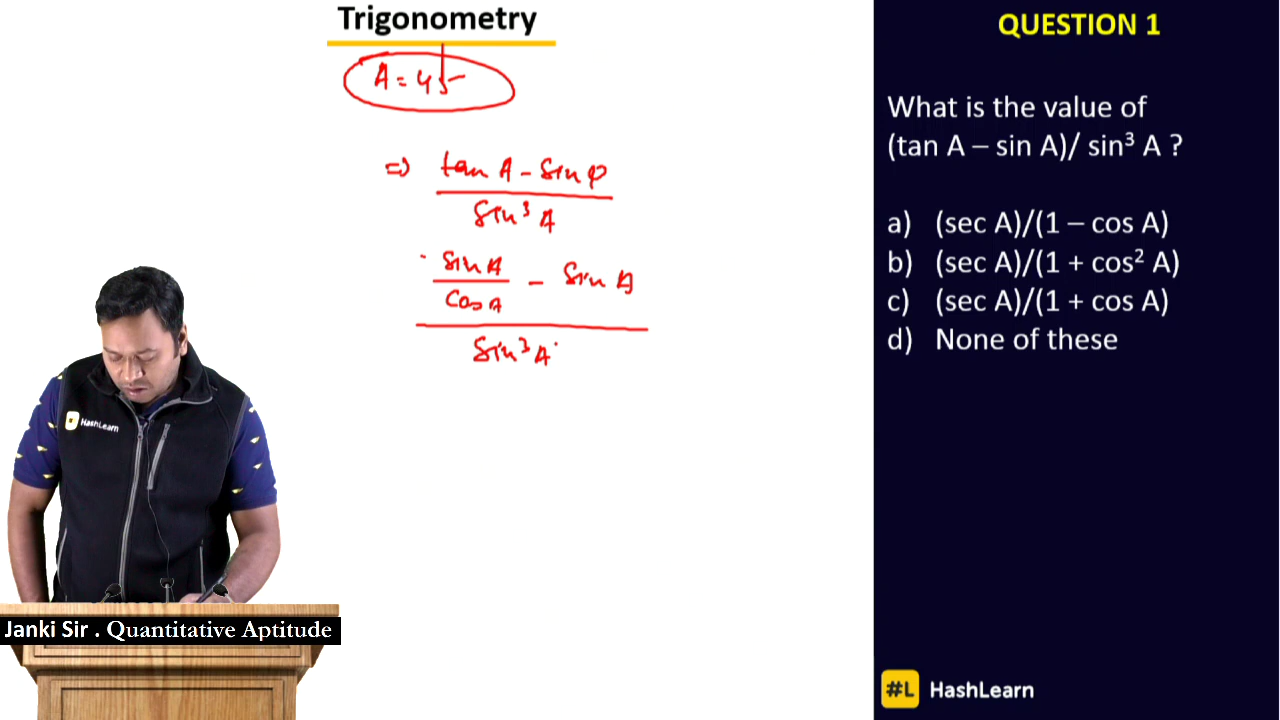 Trigonometry
A = 45
⇒ tan A - Sin φ
Sin³ A
Sin A
Cos A
- Sin A
Sin³ A
HashLearn
Janki Sir . Quantitative Aptitude
QUESTION 1
What is the value of
(tan A – sin A)/ sin³ A ?
a) (sec A)/(1 – cos A)
b) (sec A)/(1 + cos² A)
c) (sec A)/(1 + cos A)
d) None of these
#L HashLearn